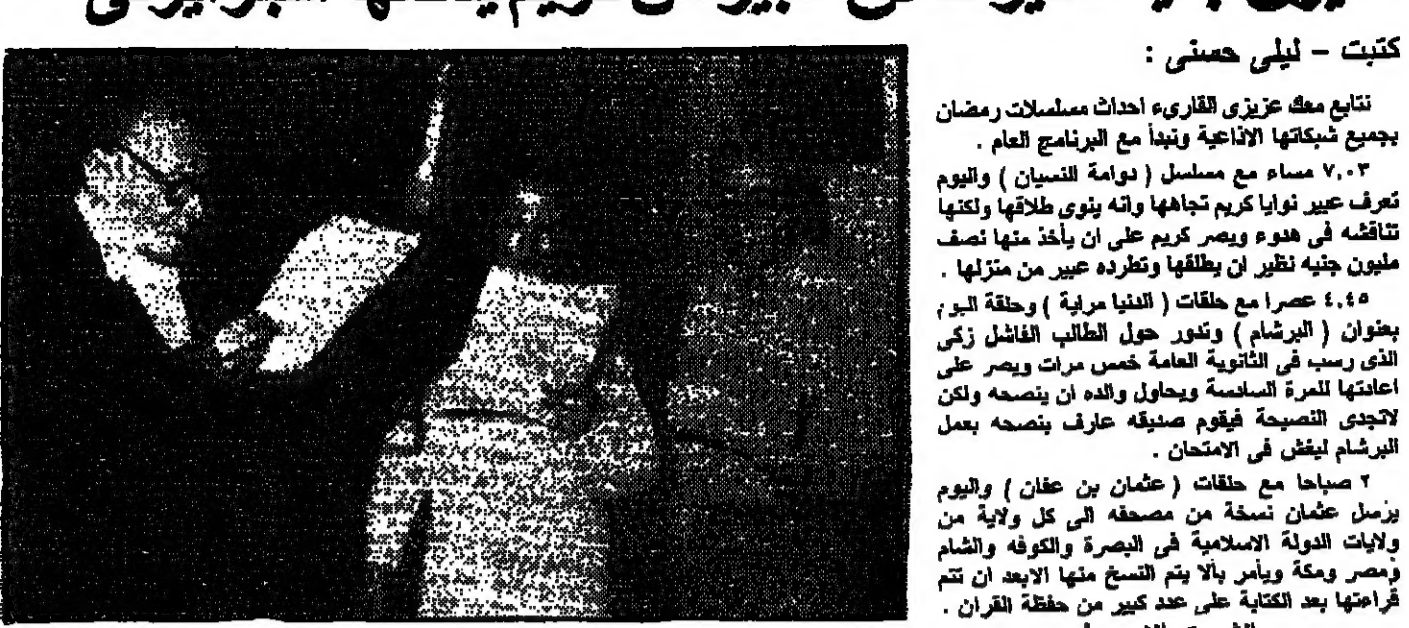 كتبت - ليلى حسنى :
نتابع معك عزيزى القارىء احداث مسلسلات رمضان
بجميع شبكاتها الاذاعية ونبدأ مع البرنامج العام .
٧,٠٣ مساء مع مسلسل ( دوامة النسيان ) واليوم
تعرف عبير نوايا كريم تجاهها وانه ينوى طلاقها ولكنها
تناقشه فى هدوء ويصر كريم على ان يأخذ منها نصف
مليون جنيه نظير ان يطلقها وتطرده عبير من منزلها .
٤,٤٥ عصرا مع حلقات ( الدنيا مراية ) وحلقة اليوم
بعنوان ( البرشام ) وتدور حول الطالب الفاشل زكى
الذى رسب فى الثانوية العامة خمس مرات ويصر على
اعادتها للمرة السادسة ويحاول والده ان ينصحه ولكن
لاتجدى النصيحة فيقوم صديقه عارف بنصحه بعمل
البرشام ليغش فى الامتحان .
٢ صباحا مع حلقات ( عثمان بن عفان ) واليوم
يرسل عثمان نسخة من مصحفه الى كل ولاية من
ولايات الدولة الاسلامية فى البصرة والكوفه والشام
ومصر ومكة ويأمر بألا يتم النسخ منها الابعد ان تتم
قراءتها بعد الكتابة على عدد كبير من حفظة القران .